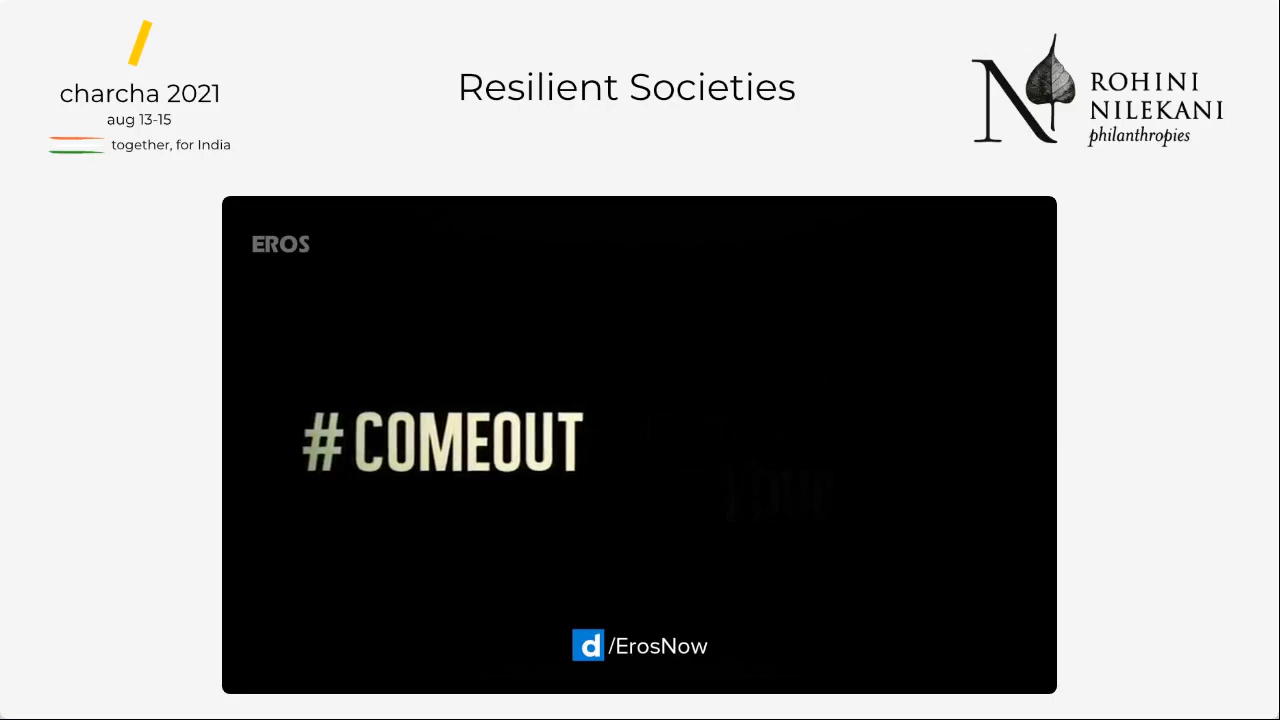 charcha 2021
aug 13-15
together, for India
Resilient Societies
N ROHINI
NILEKANI
philanthropies
EROS
#COMEOUT
d /ErosNow